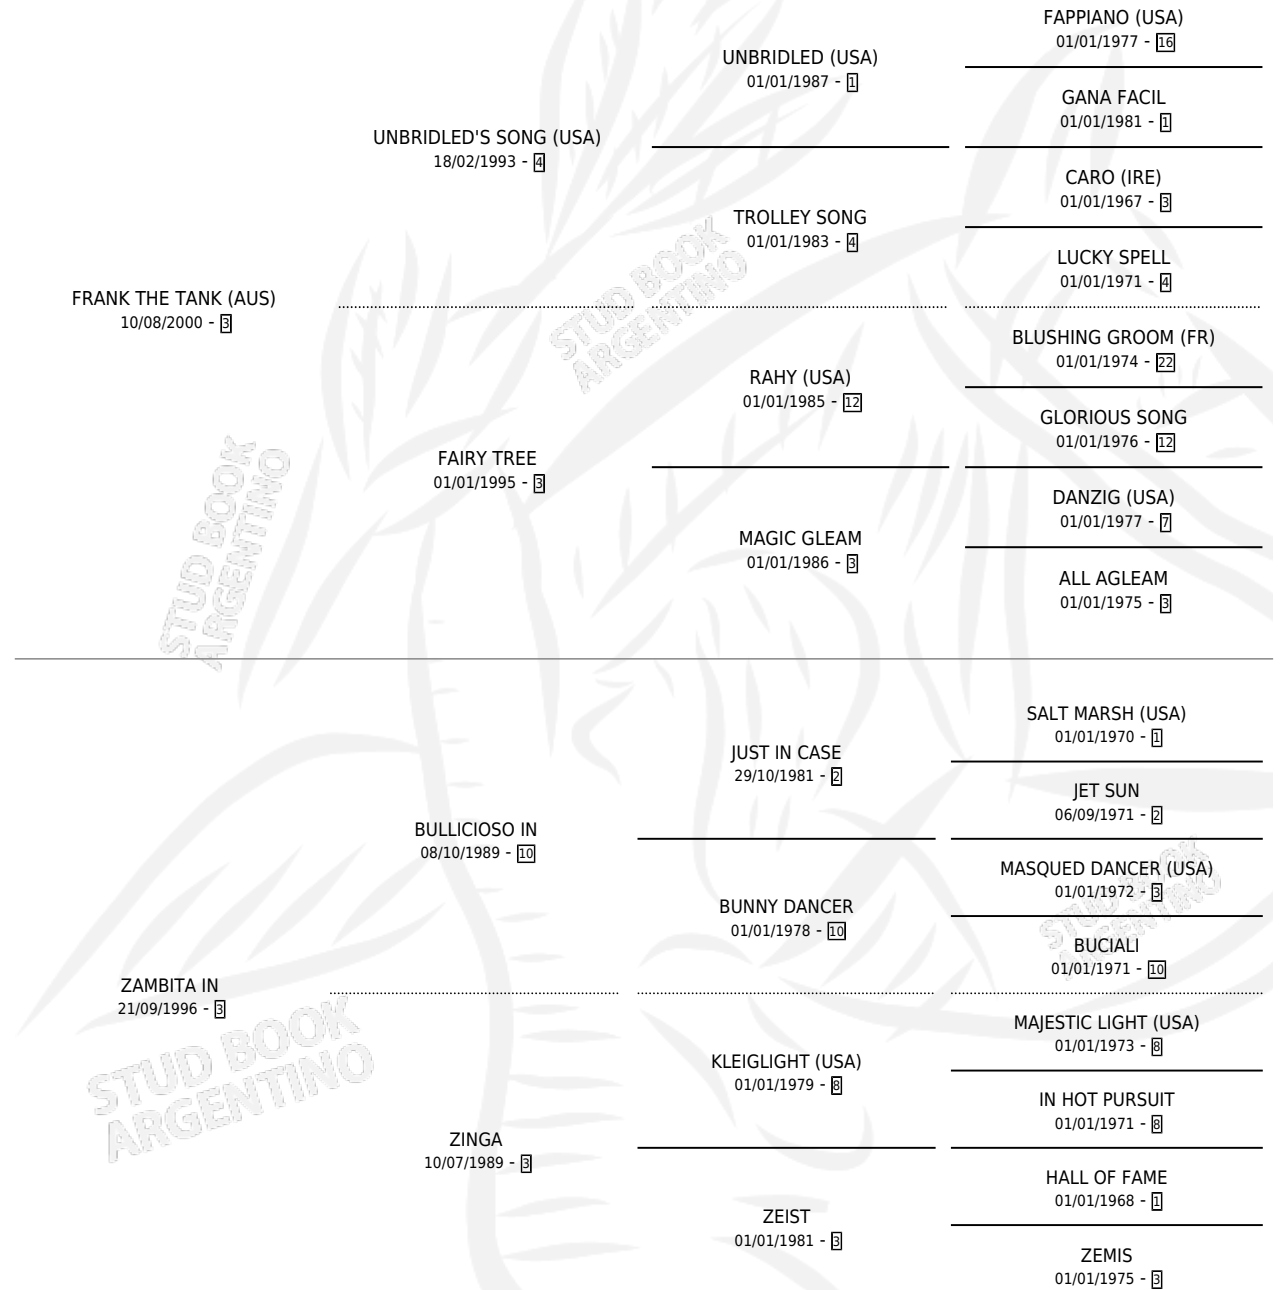 FAPPIANO (USA)
01/01/1977 - 16
UNBRIDLED (USA)
01/01/1987 - 1
GANA FACIL
01/01/1981 - 1
UNBRIDLED'S SONG (USA)
18/02/1993 - 4
CARO (IRE)
01/01/1967 - 3
TROLLEY SONG
01/01/1983 - 4
LUCKY SPELL
01/01/1971 - 4
FRANK THE TANK (AUS)
10/08/2000 - 3
BLUSHING GROOM (FR)
01/01/1974 - 22
RAHY (USA)
01/01/1985 - 12
GLORIOUS SONG
01/01/1976 - 12
FAIRY TREE
01/01/1995 - 3
DANZIG (USA)
01/01/1977 - 7
MAGIC GLEAM
01/01/1986 - 3
ALL AGLEAM
01/01/1975 - 3
SALT MARSH (USA)
01/01/1970 - 1
JUST IN CASE
29/10/1981 - 2
JET SUN
06/09/1971 - 2
BULLICIOSO IN
08/10/1989 - 10
MASQUED DANCER (USA)
01/01/1972 - 3
BUNNY DANCER
01/01/1978 - 10
BUCIALI
01/01/1971 - 10
ZAMBITA IN
21/09/1996 - 3
MAJESTIC LIGHT (USA)
01/01/1973 - 8
KLEIGLIGHT (USA)
01/01/1979 - 8
IN HOT PURSUIT
01/01/1971 - 8
ZINGA
10/07/1989 - 3
HALL OF FAME
01/01/1968 - 1
ZEIST
01/01/1981 - 3
ZEMIS
01/01/1975 - 3
STUD BOOK
ARGENTINO
STUD BOOK
ARGENTINO
STUD BOOK
ARGENTINO
STUD BOOK
ARGENTINO